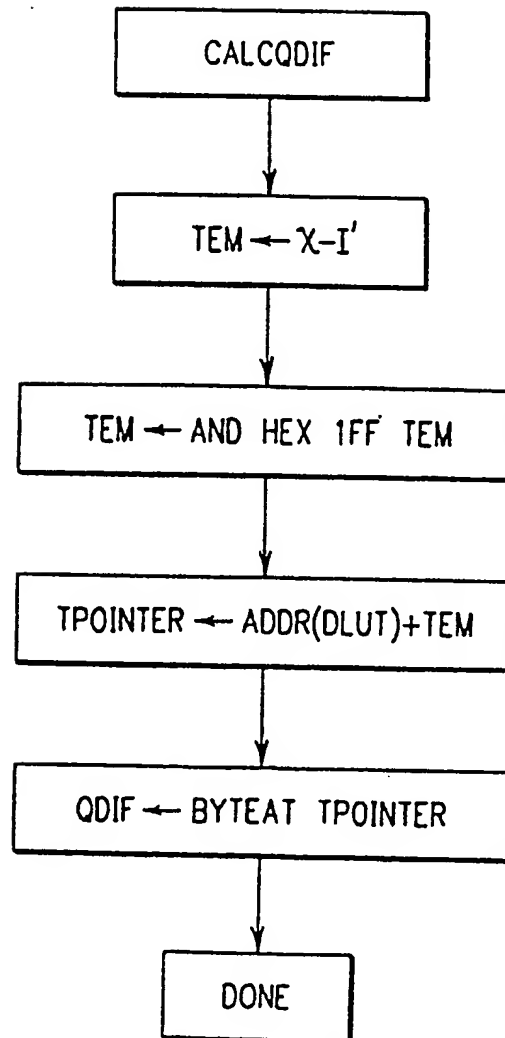 CALCQDIF
TEM ← X-I'
TEM ← AND HEX 1FF TEM
TPOINTER ← ADDR(DLUT)+TEM
QDIF ← BYTEAT TPOINTER
DONE